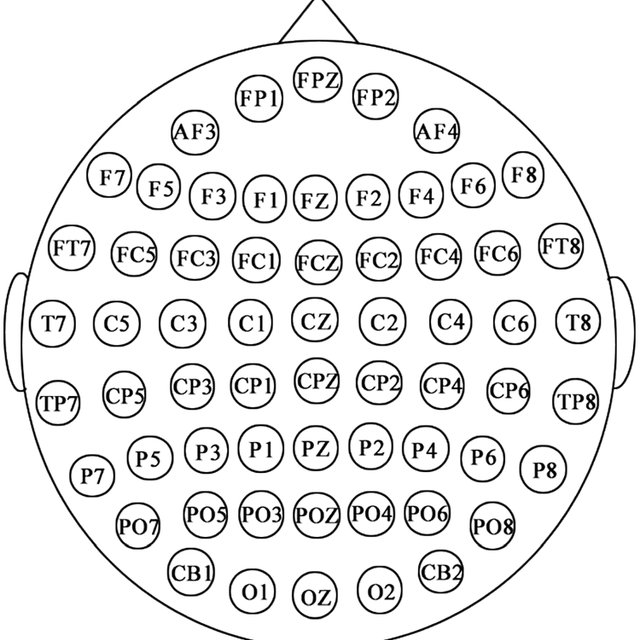 FPZ
FP1 FP2
AF3 AF4
F7 F5 F3 F1 FZ F2 F4 F6 F8
FT7 FC5 FC3 FC1 FCZ FC2 FC4 FC6 FT8
T7 C5 C3 C1 CZ C2 C4 C6 T8
TP7 CP5 CP3 CP1 CPZ CP2 CP4 CP6 TP8
P7 P5 P3 P1 PZ P2 P4 P6 P8
PO7 PO5 PO3 POZ PO4 PO6 PO8
CB1 O1 OZ O2 CB2